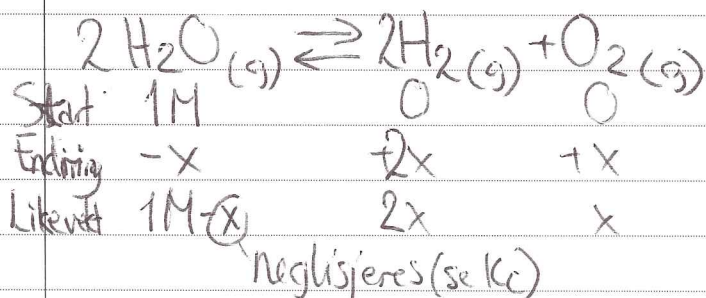 2 H₂O(g) ⇌ 2H₂(g) + O₂(g)
Start 1M 0 0
Endring -x +2x +x
Likevekt 1M-x 2x x
neglisjeres (se Kc)